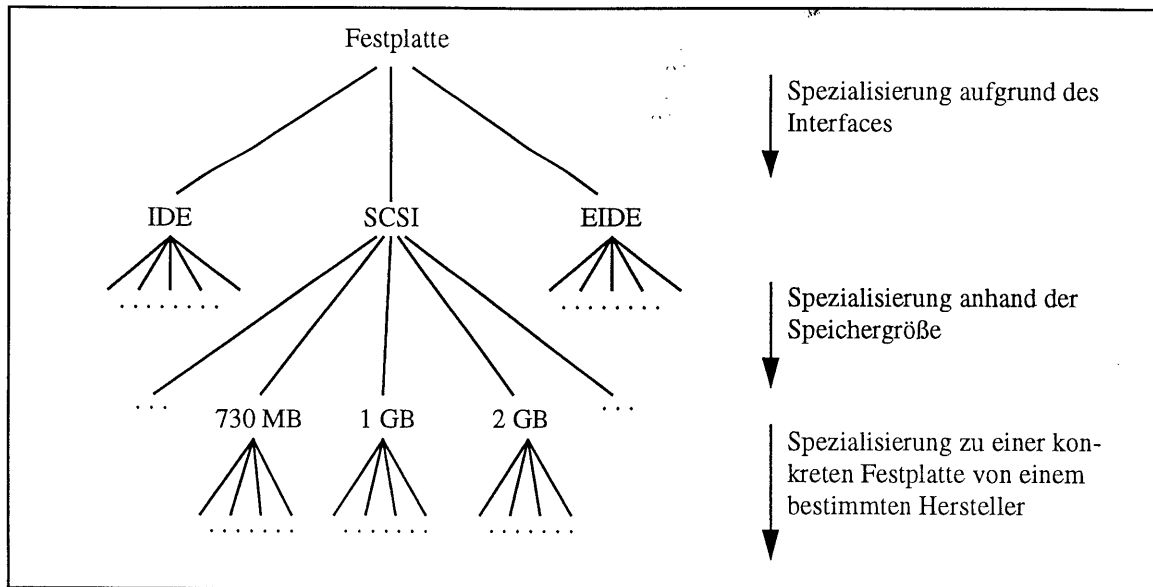 Festplatte
Spezialisierung aufgrund des
Interfaces
IDE SCSI EIDE
. . . . . . . . . . . . . . . .
Spezialisierung anhand der
Speichergröße
. . . . . .
730 MB 1 GB 2 GB
Spezialisierung zu einer kon-
kreten Festplatte von einem
bestimmten Hersteller
. . . . . . . . . . . . . . . . . . . . . . . .